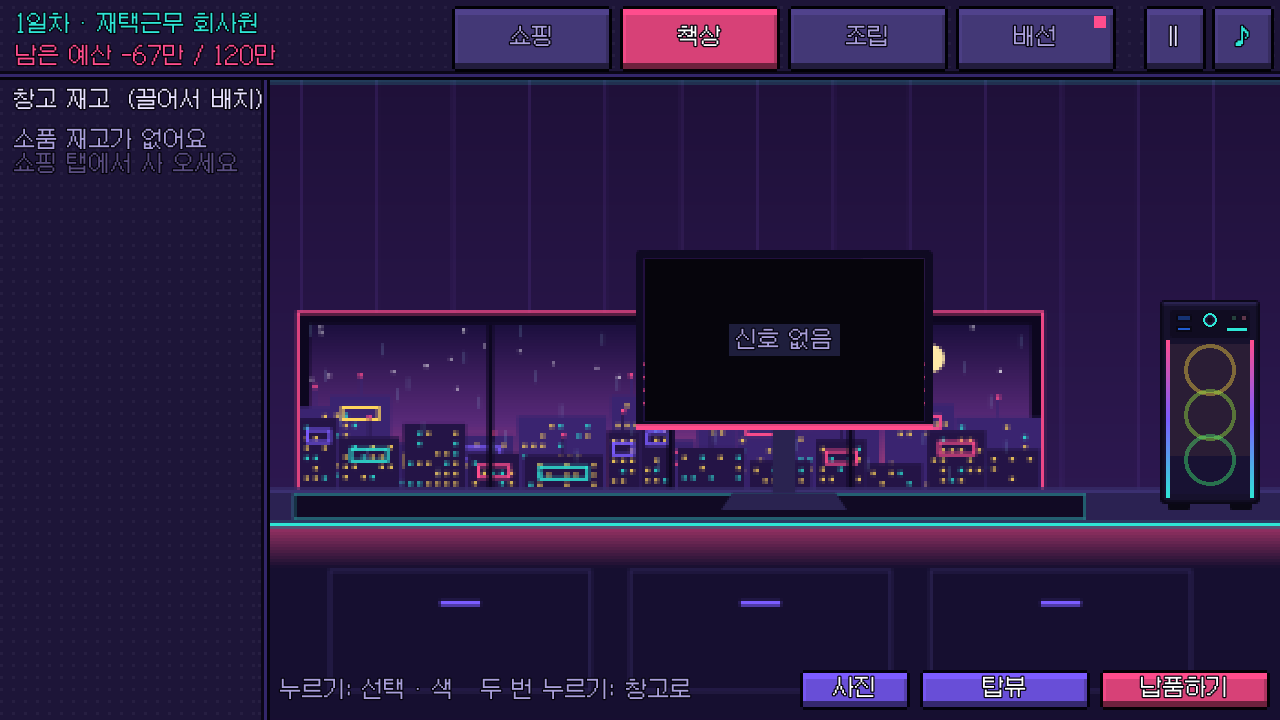 1일차 · 재택근무 회사원
남은 예산 -67만 / 120만
쇼핑
책상
조립
배선
창고 재고 (끌어서 배치)
소품 재고가 없어요
쇼핑 탭에서 사 오세요
신호 없음
누르기: 선택 · 색 두 번 누르기: 창고로
사진
탑뷰
납품하기